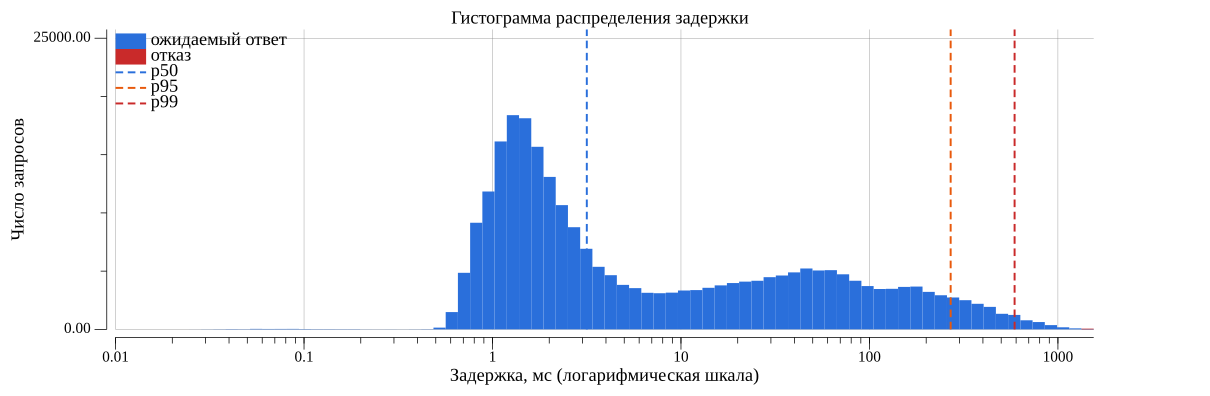 Гистограмма распределения задержки
25000.00
ожидаемый ответ
отказ
p50
p95
p99
Число запросов
0.00
0.01 0.1 1 10 100 1000
Задержка, мс (логарифмическая шкала)